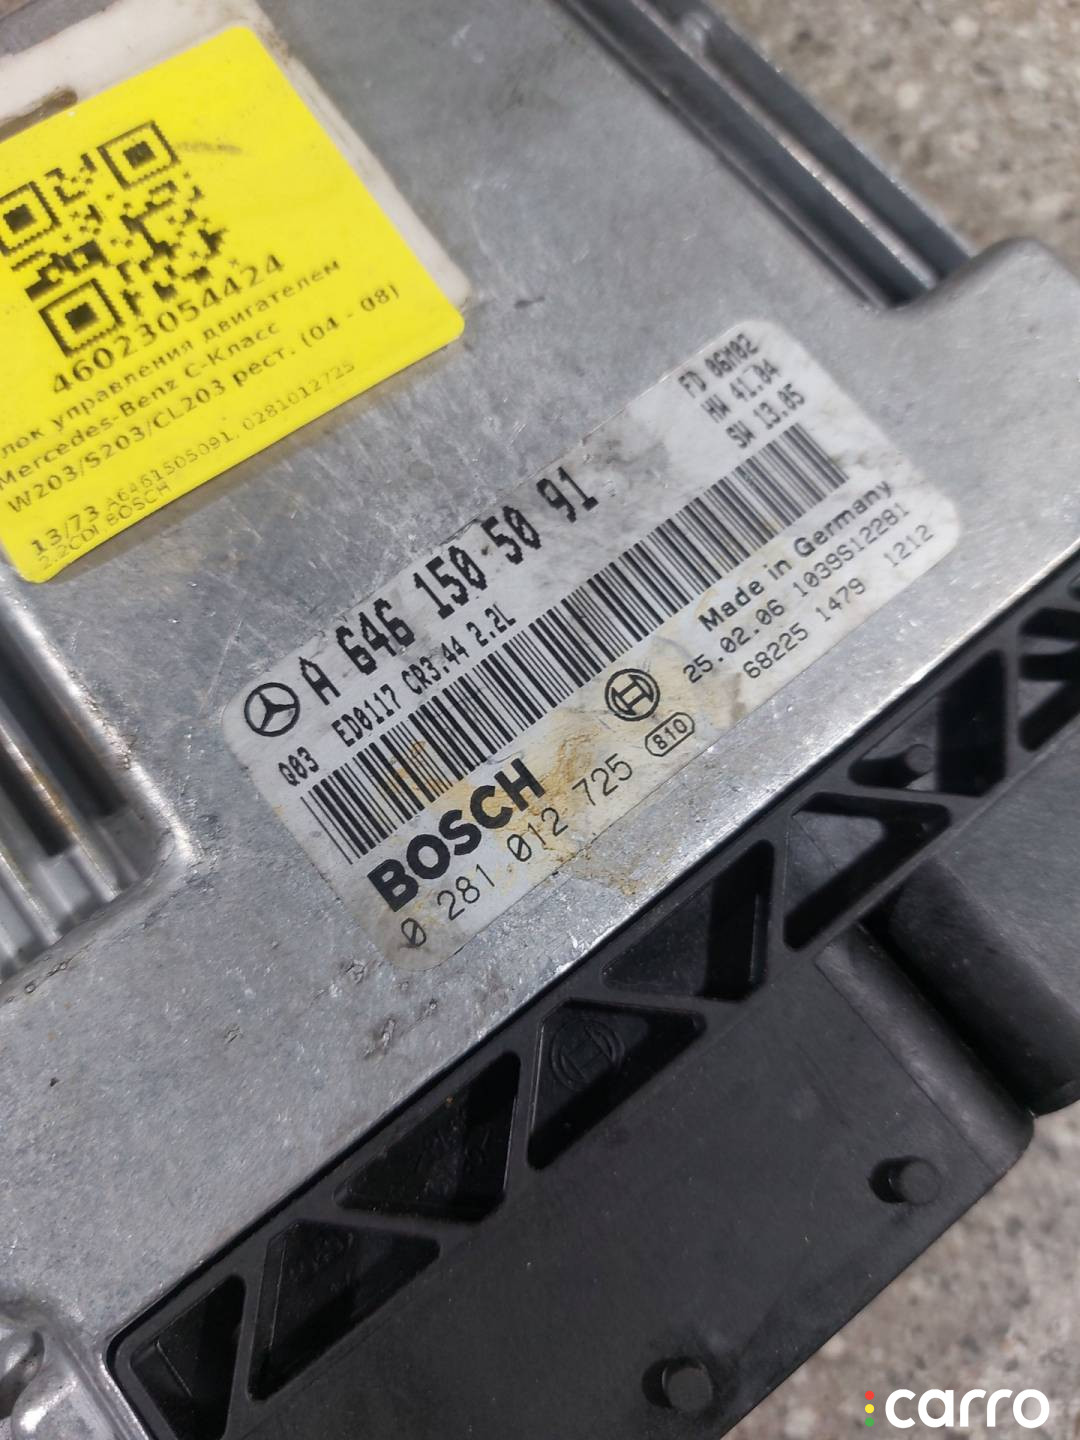 46023054424
лок управления двигателем
Mercedes-Benz C-Класс
W203/S203/CL203 рест. (04 - 08)
13/73 A6461505091, 0281012725
2.2CDI BOSCH
FD 06M02
HW 41.04
SW 13.05
A 646 150 50 91
Q03 ED0117 CR3.44 2.2L
Made in Germany
25.02.06 1039S12281
68225 1479 1212
BOSCH
0 281 012 725 810
carro